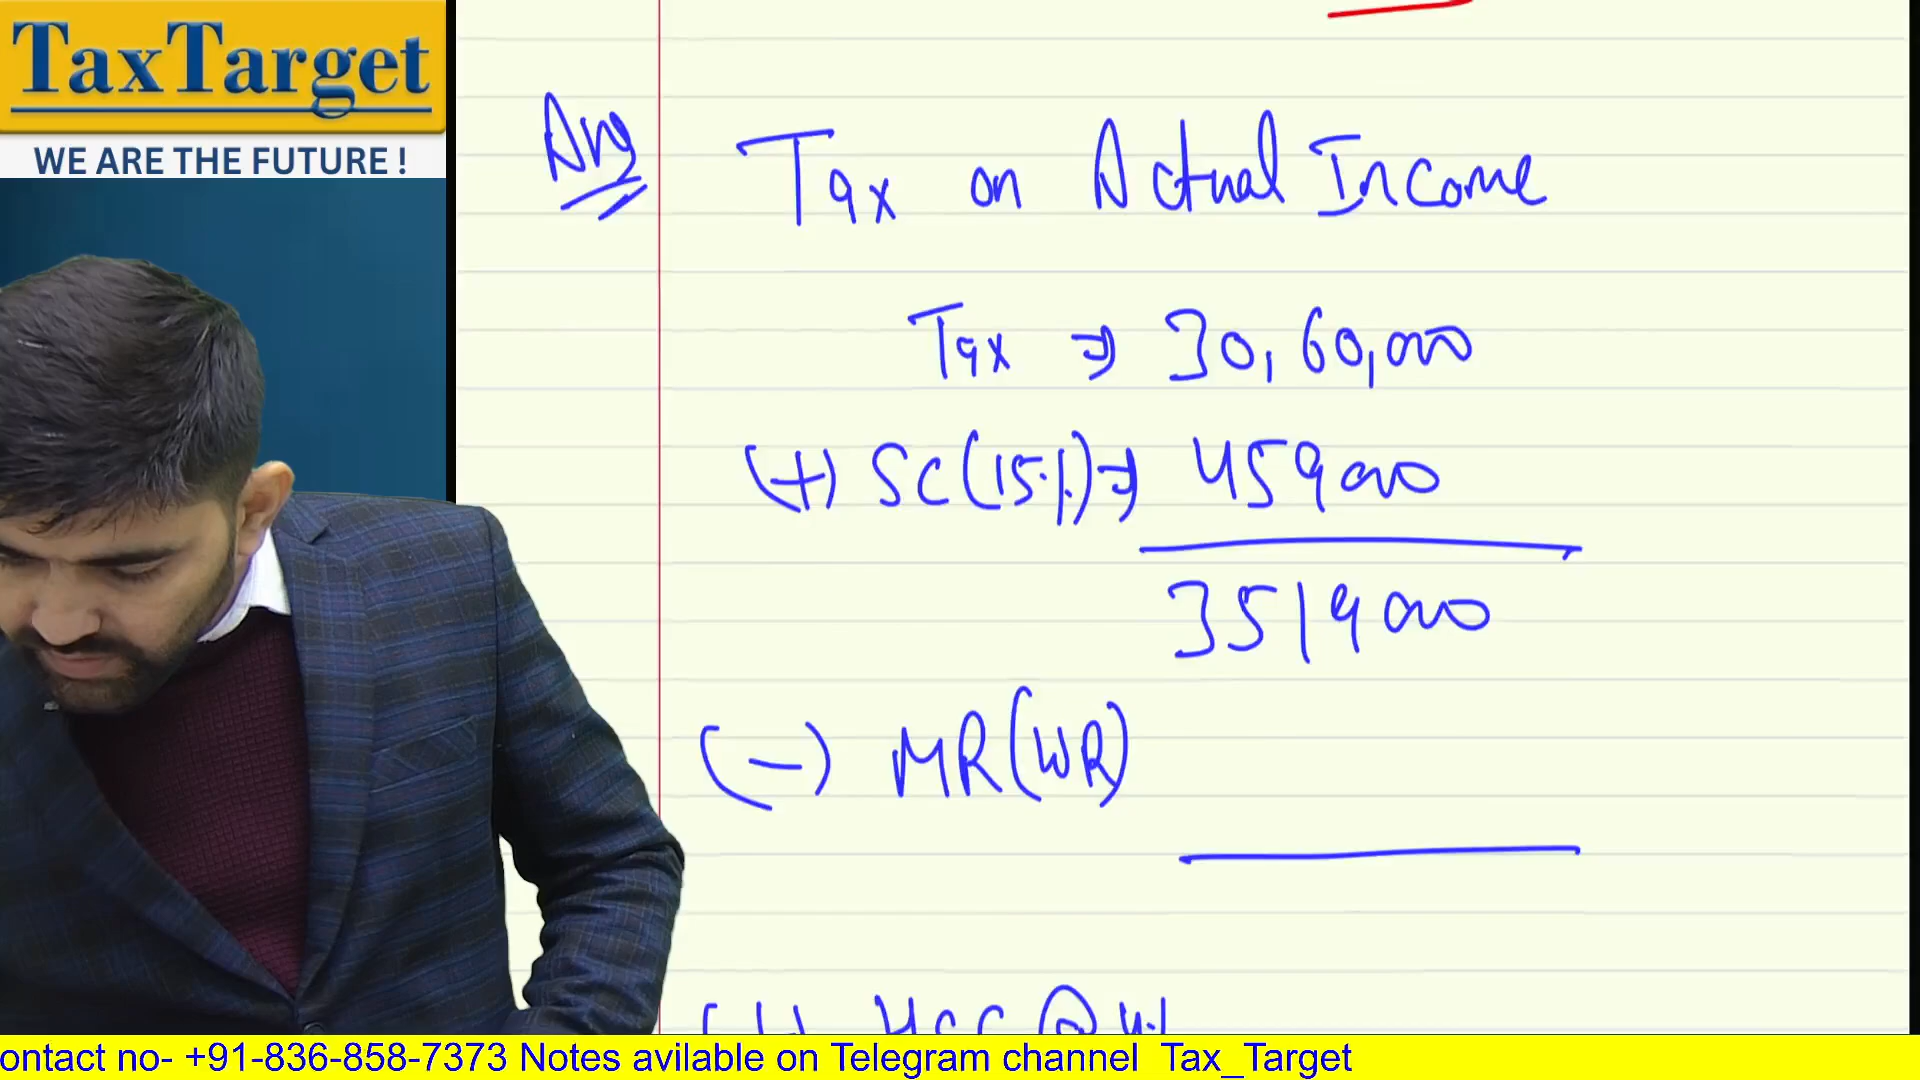 TaxTarget
WE ARE THE FUTURE !
Ans
Tax on Actual Income
Tax ⇒ 30,60,000
(+) SC (15%) ⇒ 459000
3519000
(-) MR (WR)
ontact no- +91-836-858-7373 Notes avilable on Telegram channel Tax_Target